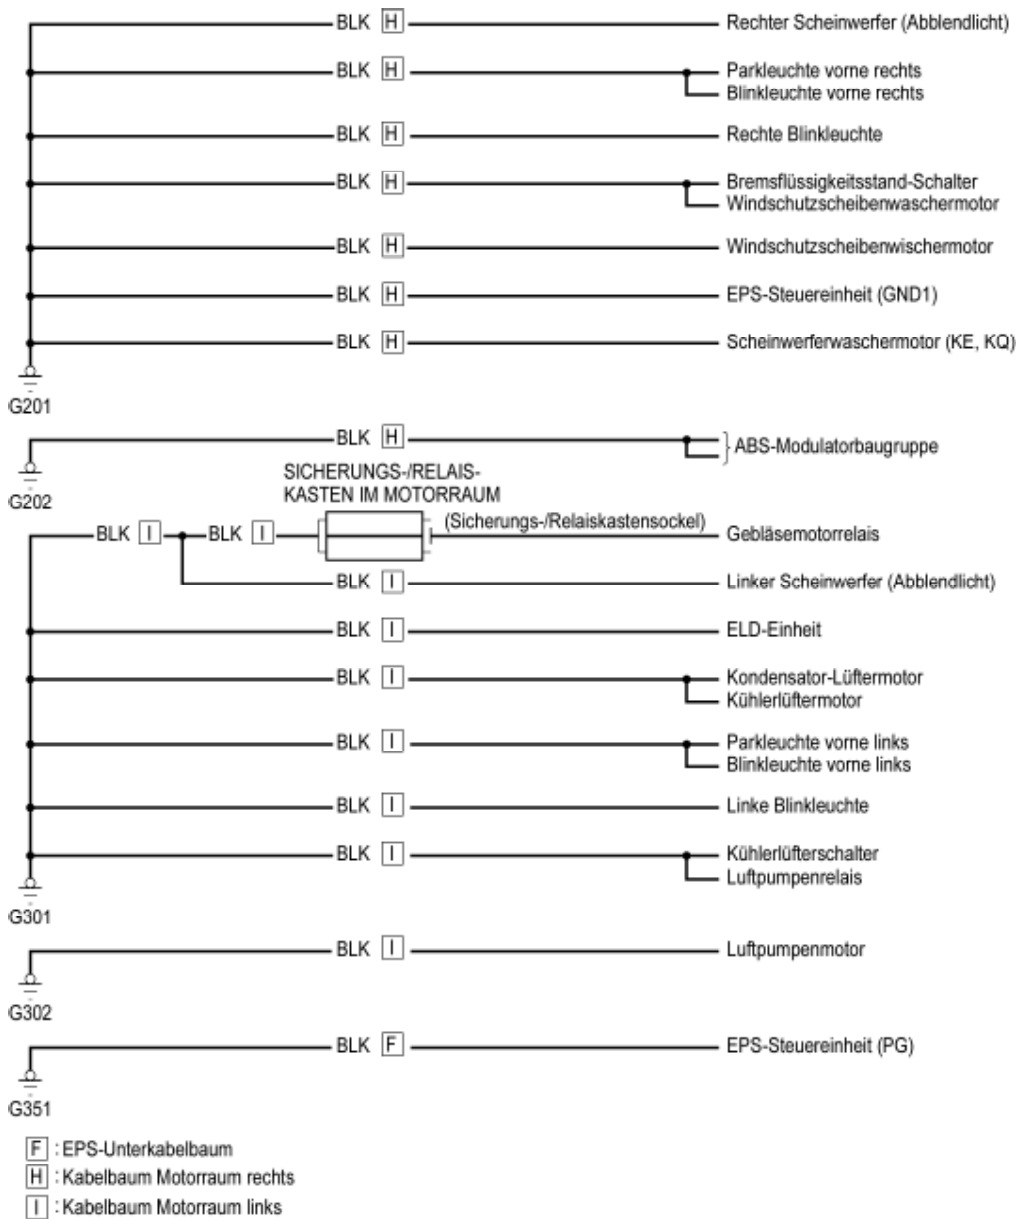 BLK H Rechter Scheinwerfer (Abblendlicht)
BLK H Parkleuchte vorne rechts
Blinkleuchte vorne rechts
BLK H Rechte Blinkleuchte
BLK H Bremsflüssigkeitsstand-Schalter
Windschutzscheibenwaschermotor
BLK H Windschutzscheibenwischermotor
BLK H EPS-Steuereinheit (GND1)
BLK H Scheinwerferwaschermotor (KE, KQ)
G201
BLK H ABS-Modulatorbaugruppe
G202
SICHERUNGS-/RELAIS-
KASTEN IM MOTORRAUM
(Sicherungs-/Relaiskastensockel)
BLK I BLK I Gebläsemotorrelais
BLK I Linker Scheinwerfer (Abblendlicht)
BLK I ELD-Einheit
BLK I Kondensator-Lüftermotor
Kühlerlüftermotor
BLK I Parkleuchte vorne links
Blinkleuchte vorne links
BLK I Linke Blinkleuchte
BLK I Kühlerlüfterschalter
Luftpumpenrelais
G301
BLK I Luftpumpenmotor
G302
BLK F EPS-Steuereinheit (PG)
G351
F : EPS-Unterkabelbaum
H : Kabelbaum Motorraum rechts
I : Kabelbaum Motorraum links